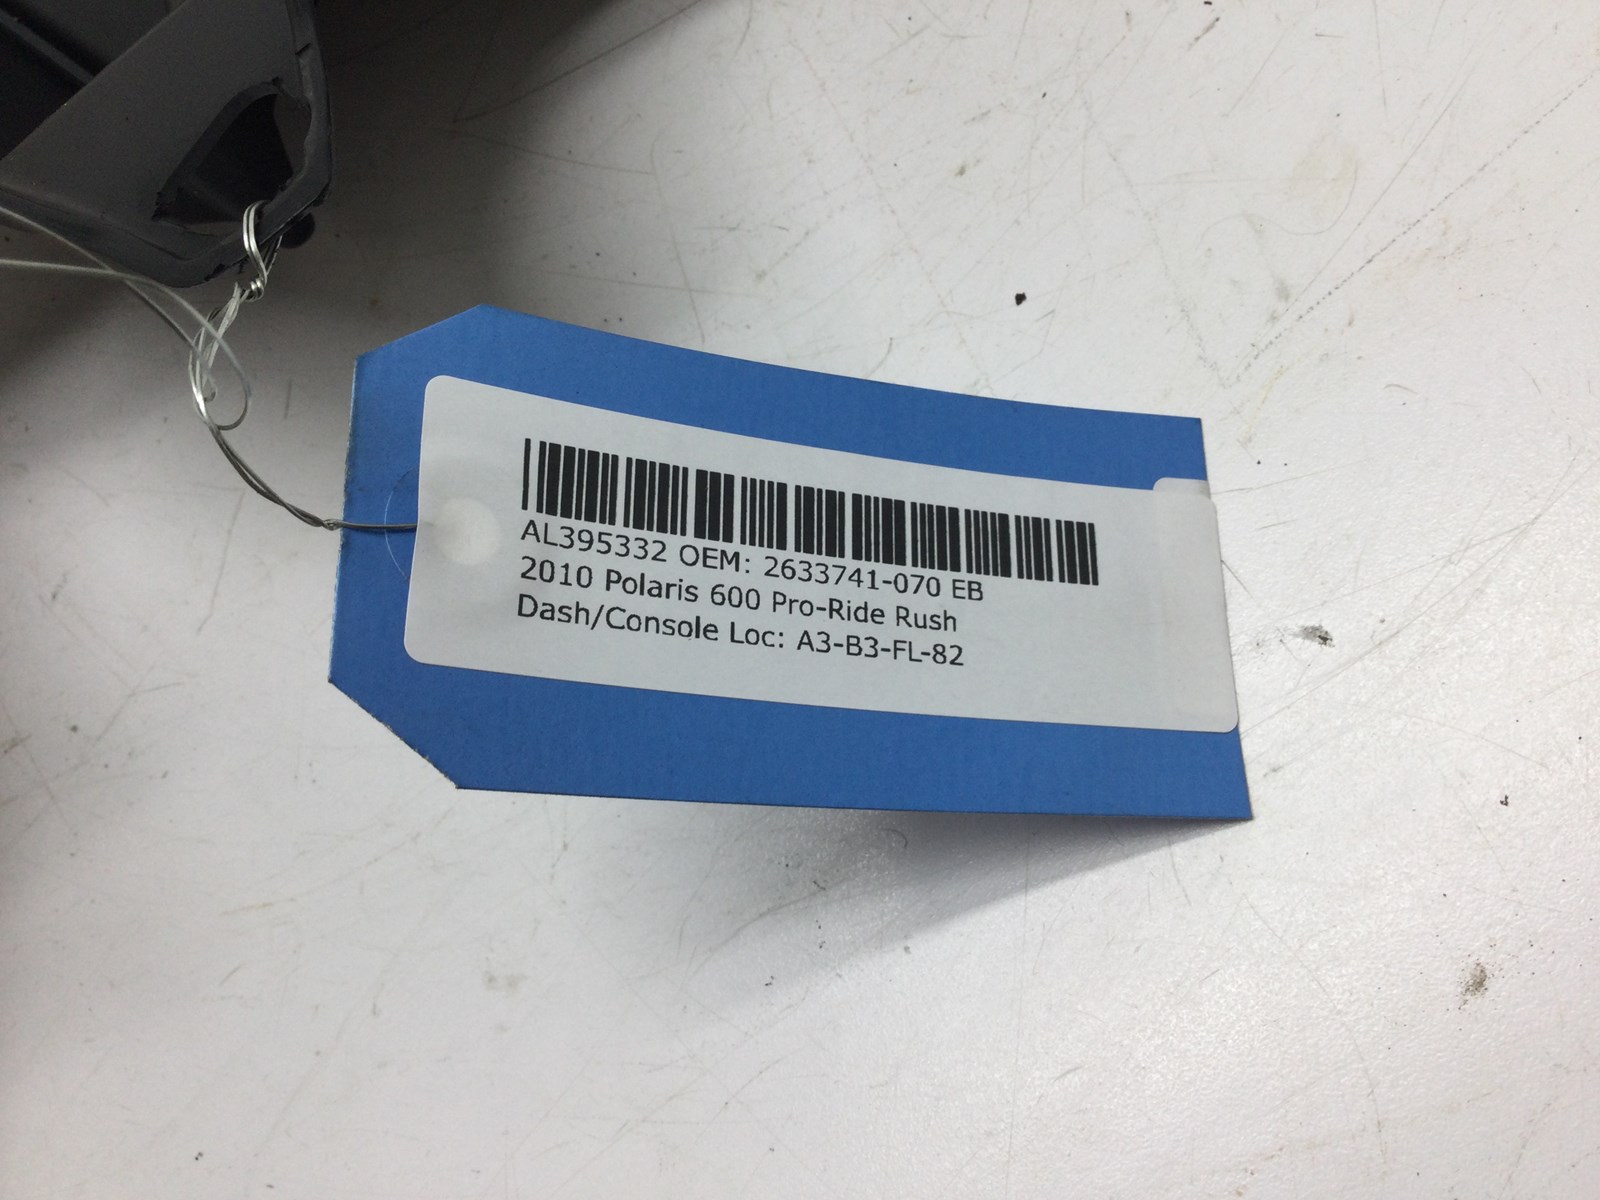 AL395332 OEM: 2633741-070 EB
2010 Polaris 600 Pro-Ride Rush
Dash/Console Loc: A3-B3-FL-82